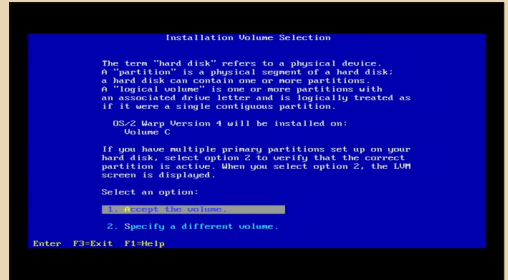 Installation Volume Selection
The term "hard disk" refers to a physical device.
A "partition" is a physical segment of a hard disk;
a hard disk can contain one or more partitions.
A "logical volume" is one or more partitions with
an associated drive letter and is logically treated as
if it were a single contiguous partition.
OS/2 Warp Version 4 will be installed on:
Volume C
If you have multiple primary partitions set up on your
hard disk, select option 2 to verify that the correct
partition is active. When you select option 2, the LVM
screen is displayed.
Select an option:
1. Accept the volume.
2. Specify a different volume.
Enter F3=Exit F1=Help